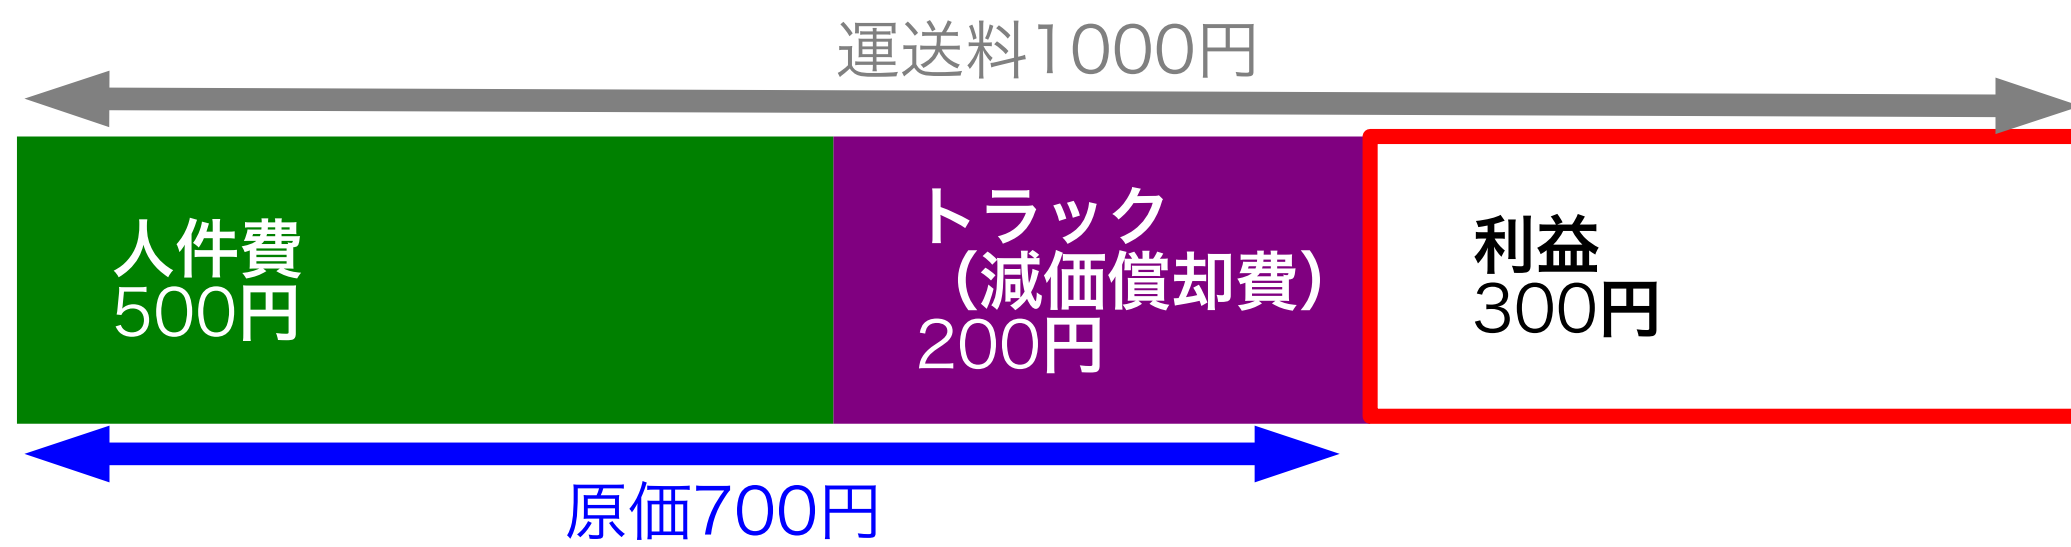 運送料1000円
人件費
500円
トラック
（減価償却費）
200円
利益
300円
原価700円